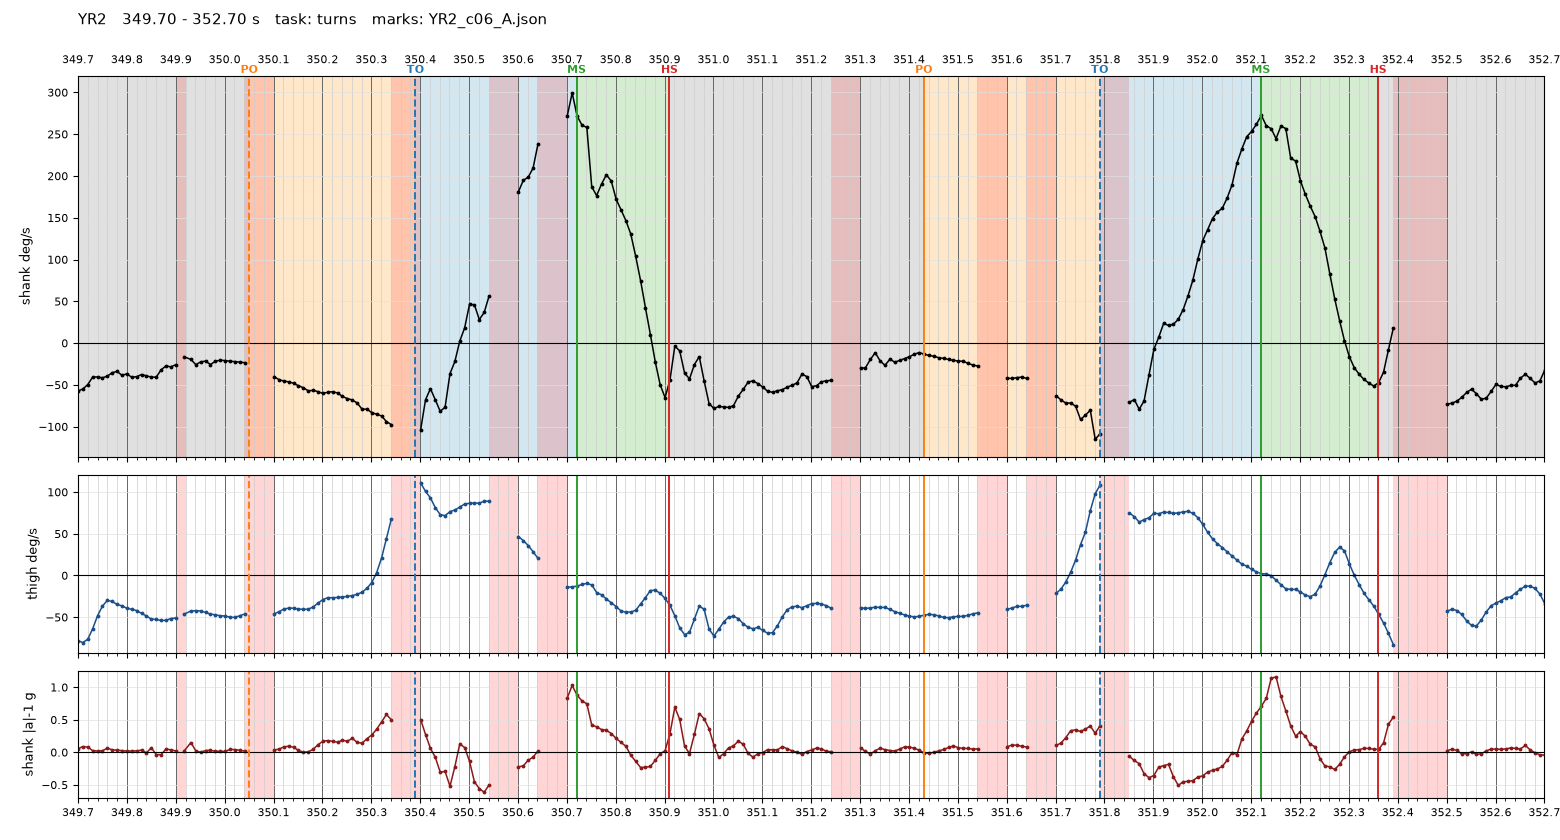 YR2   349.70 - 352.70 s   task: turns   marks: YR2_c06_A.json
349.7 349.8 349.9 350.0 350.1 350.2 350.3 350.4 350.5 350.6 350.7 350.8 350.9 351.0 351.1 351.2 351.3 351.4 351.5 351.6 351.7 351.8 351.9 352.0 352.1 352.2 352.3 352.4 352.5 352.6 352.7
PO TO MS HS PO TO MS HS
300
250
200
150
100
50
0
−50
−100
shank deg/s
100
50
0
−50
thigh deg/s
1.0
0.5
0.0
−0.5
shank |a|-1 g
349.7 349.8 349.9 350.0 350.1 350.2 350.3 350.4 350.5 350.6 350.7 350.8 350.9 351.0 351.1 351.2 351.3 351.4 351.5 351.6 351.7 351.8 351.9 352.0 352.1 352.2 352.3 352.4 352.5 352.6 352.7